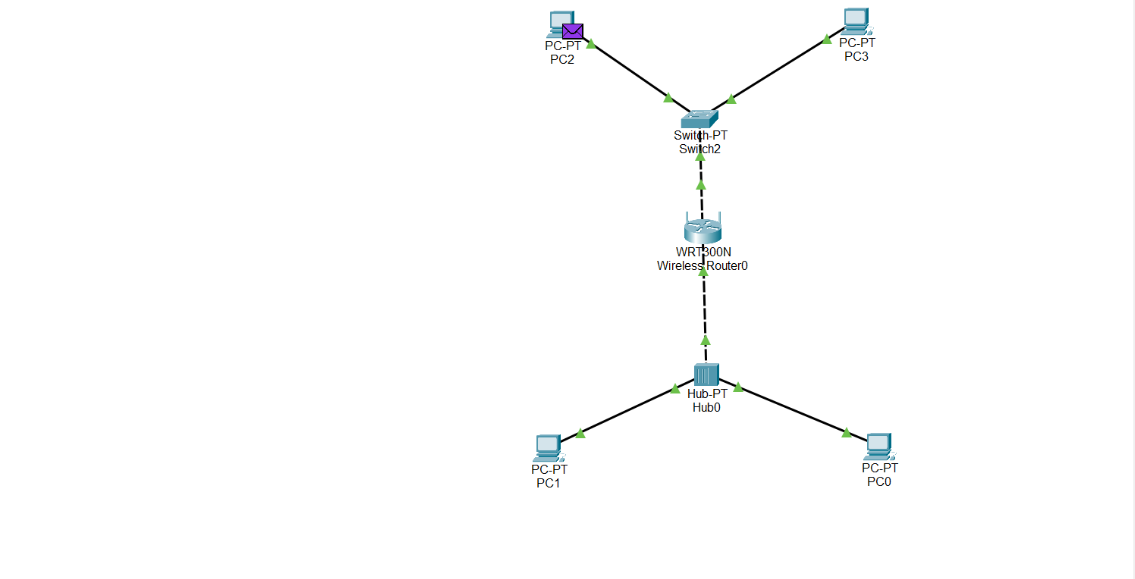 PC-PT
PC2
PC-PT
PC3
Switch-PT
Switch2
WRT300N
Wireless Router0
Hub-PT
Hub0
PC-PT
PC1
PC-PT
PC0